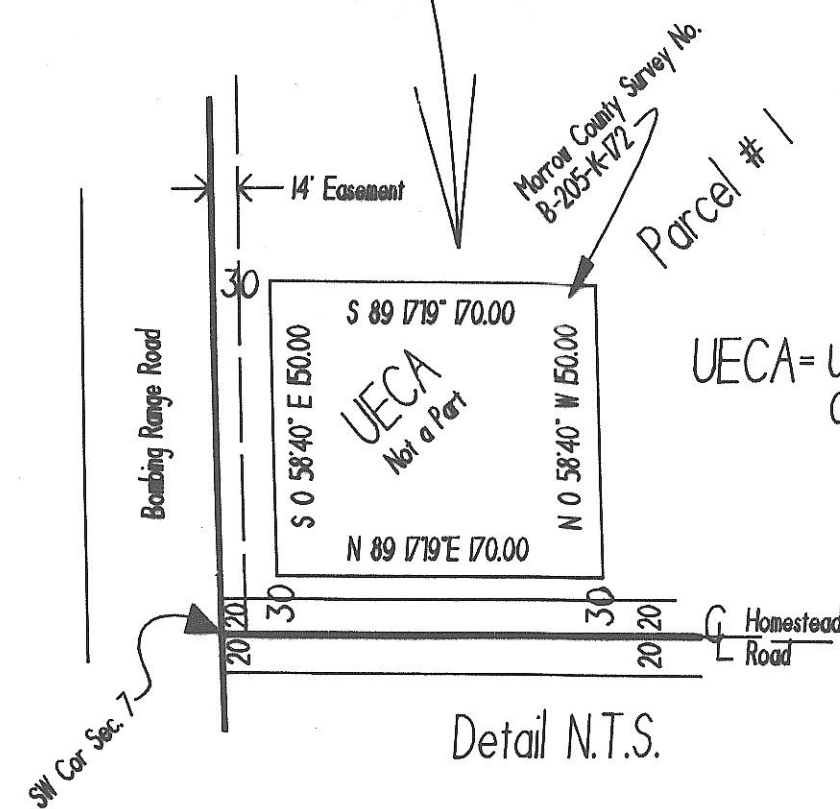 Morrow County Survey No.
B-205-K-172
Parcel # 1
14' Easement
30
S 89 17'19" 170.00
Bombing Range Road
S 0 58'40" E 150.00
UECA
Not a Part
N 0 58'40" W 150.00
UECA= U
N 89 17'19"E 170.00
30
30
20
20
20
20
CL Homestead
Road
SW Cor Sec. 7
Detail N.T.S.